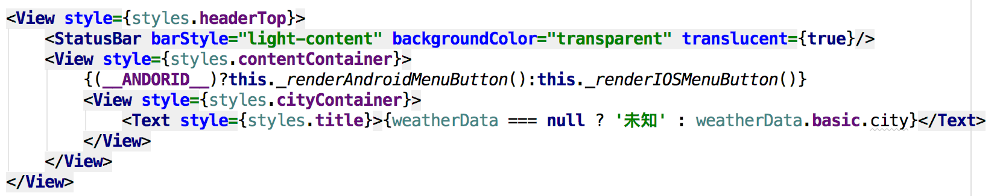 <View style={styles.headerTop}>
<StatusBar barStyle="light-content" backgroundColor="transparent" translucent={true}/>
<View style={styles.contentContainer}>
{(__ANDORID__)?this._renderAndroidMenuButton():this._renderIOSMenuButton()}
<View style={styles.cityContainer}>
<Text style={styles.title}>{weatherData === null ? '未知' : weatherData.basic.city}</Text>
</View>
</View>
</View>